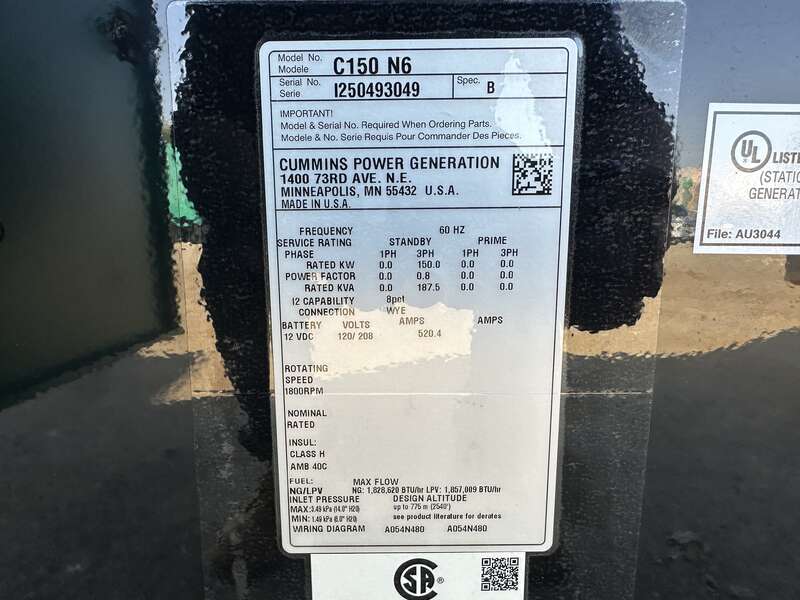 Model No. C150 N6
Modele
Serial No. I250493049 Spec. B
Serie
IMPORTANT!
Model & Serial No. Required When Ordering Parts.
Modele & No. Serie Requis Pour Commander Des Pieces.
CUMMINS POWER GENERATION
1400 73RD AVE. N.E.
MINNEAPOLIS, MN 55432 U.S.A.
MADE IN U.S.A.
FREQUENCY 60 HZ
SERVICE RATING STANDBY PRIME
PHASE 1PH 3PH 1PH 3PH
RATED KW 0.0 150.0 0.0 0.0
POWER FACTOR 0.0 0.8 0.0 0.0
RATED KVA 0.0 187.5 0.0 0.0
I2 CAPABILITY 8pct
CONNECTION WYE
BATTERY VOLTS AMPS AMPS
12 VDC 120/ 208 520.4
ROTATING
SPEED
1800RPM
NOMINAL
RATED
INSUL:
CLASS H
AMB 40C
FUEL: MAX FLOW
NG/LPV NG: 1,828,620 BTU/hr LPV: 1,857,009 BTU/hr
INLET PRESSURE DESIGN ALTITUDE
MAX: 3.49 kPa (14.0" H20) up to 775 m (2540')
MIN: 1.49 kPa (6.0" H20) see product literature for derates
WIRING DIAGRAM A054N480 A054N480
SA ®
UL LISTE
(STATIO
GENERAT
File: AU3044